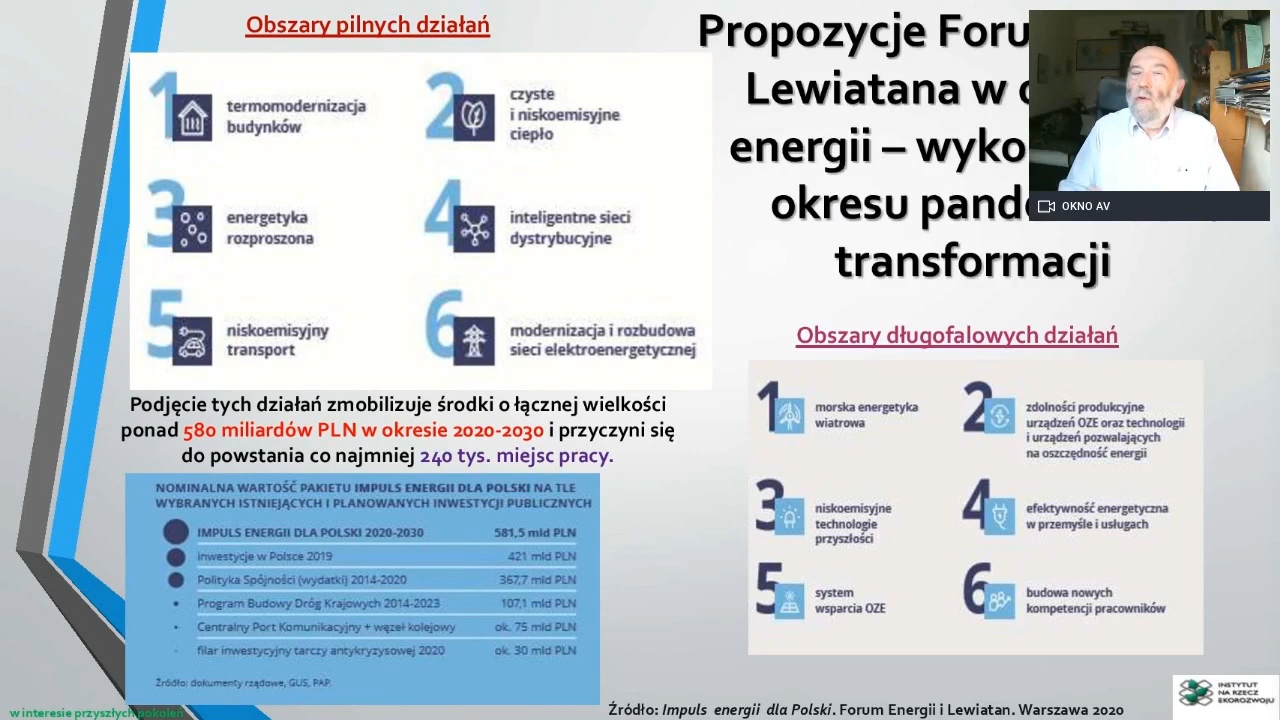 Obszary pilnych działań
1 termomodernizacja
budynków
2 czyste
i niskoemisyjne
ciepło
3 energetyka
rozproszona
4 inteligentne sieci
dystrybucyjne
5 niskoemisyjny
transport
6 modernizacja i rozbudowa
sieci elektroenergetycznej
Podjęcie tych działań zmobilizuje środki o łącznej wielkości
ponad 580 miliardów PLN w okresie 2020-2030 i przyczyni się
do powstania co najmniej 240 tys. miejsc pracy.
NOMINALNA WARTOŚĆ PAKIETU IMPULS ENERGII DLA POLSKI NA TLE
WYBRANYCH ISTNIEJĄCYCH I PLANOWANYCH INWESTYCJI PUBLICZNYCH
IMPULS ENERGII DLA POLSKI 2020-2030 581,5 mld PLN
inwestycje w Polsce 2019 421 mld PLN
Polityka Spójności (wydatki) 2014-2020 367,7 mld PLN
Program Budowy Dróg Krajowych 2014-2023 107,1 mld PLN
Centralny Port Komunikacyjny + węzeł kolejowy ok. 75 mld PLN
filar inwestycyjny tarczy antykryzysowej 2020 ok. 30 mld PLN
Źródło: dokumenty rządowe, GUS, PAP.
w interesie przyszłych pokoleń
Propozycje
Lewiatana w
energii –
okresu
transformacji
OKNO AV
Obszary długofalowych działań
1 morska energetyka
wiatrowa
2 zdolności produkcyjne
urządzeń OZE oraz technologii
i urządzeń pozwalających
na oszczędność energii
3 niskoemisyjne
technologie
przyszłości
4 efektywność energetyczna
w przemyśle i usługach
5 system
wsparcia OZE
6 budowa nowych
kompetencji pracowników
Źródło: Impuls energii dla Polski. Forum Energii i Lewiatan. Warszawa 2020
INSTYTUT
NA RZECZ
EKOROZWOJU